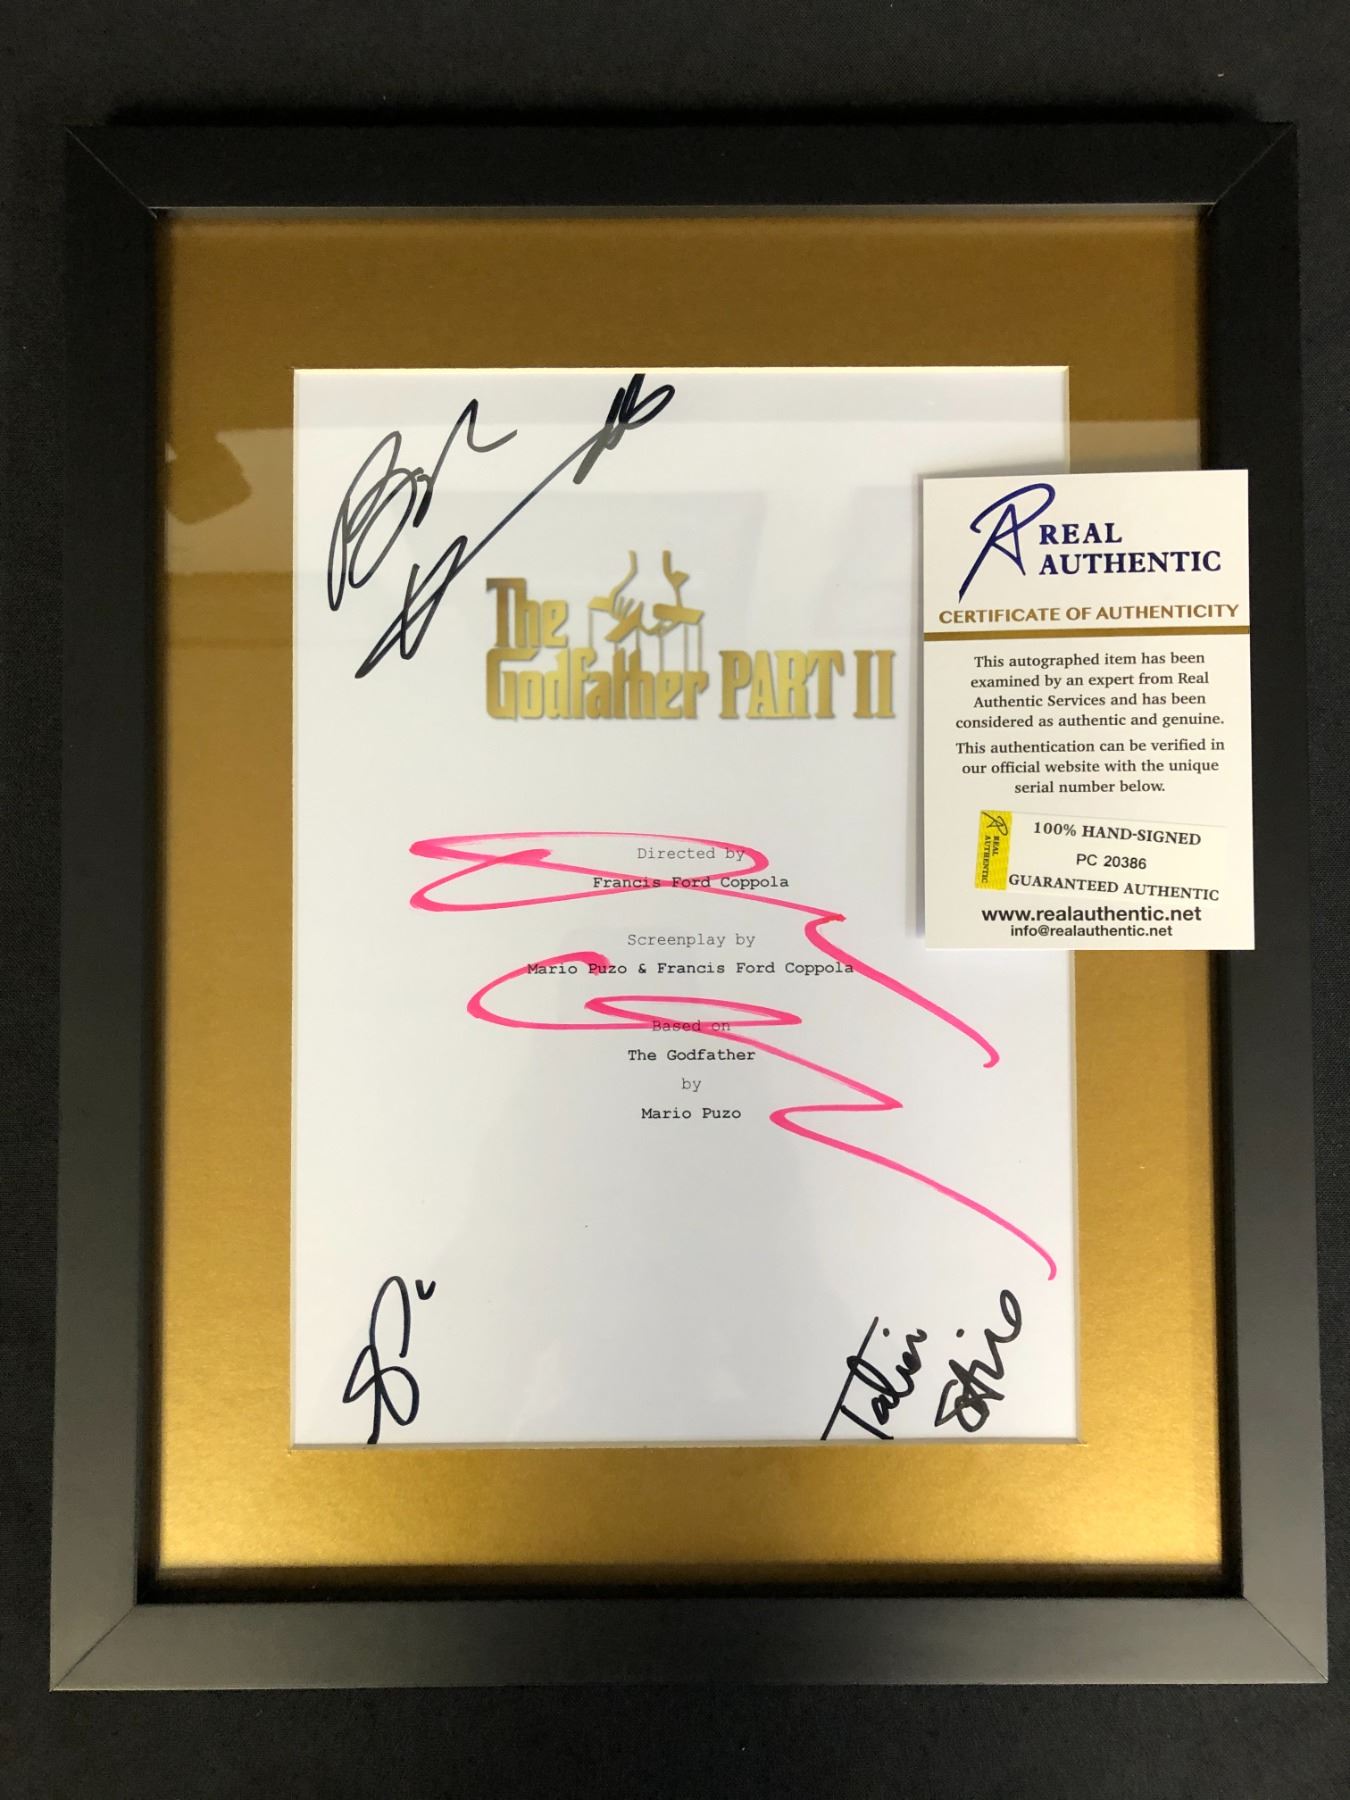 The
Godfather PART II
Directed by
Francis Ford Coppola
Screenplay by
Mario Puzo & Francis Ford Coppola
Based on
The Godfather
by
Mario Puzo
Talia
Shire
REAL
AUTHENTIC
CERTIFICATE OF AUTHENTICITY
This autographed item has been
examined by an expert from Real
Authentic Services and has been
considered as authentic and genuine.
This authentication can be verified in
our official website with the unique
serial number below.
REAL
AUTHENTIC
100% HAND-SIGNED
PC 20386
GUARANTEED AUTHENTIC
www.realauthentic.net
info@realauthentic.net